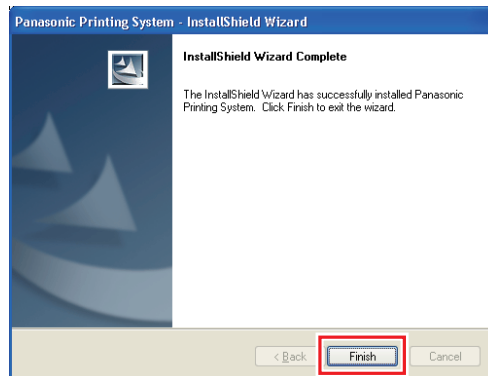 Panasonic Printing System - InstallShield Wizard
InstallShield Wizard Complete
The InstallShield Wizard has successfully installed Panasonic
Printing System. Click Finish to exit the wizard.
< Back
Finish
Cancel